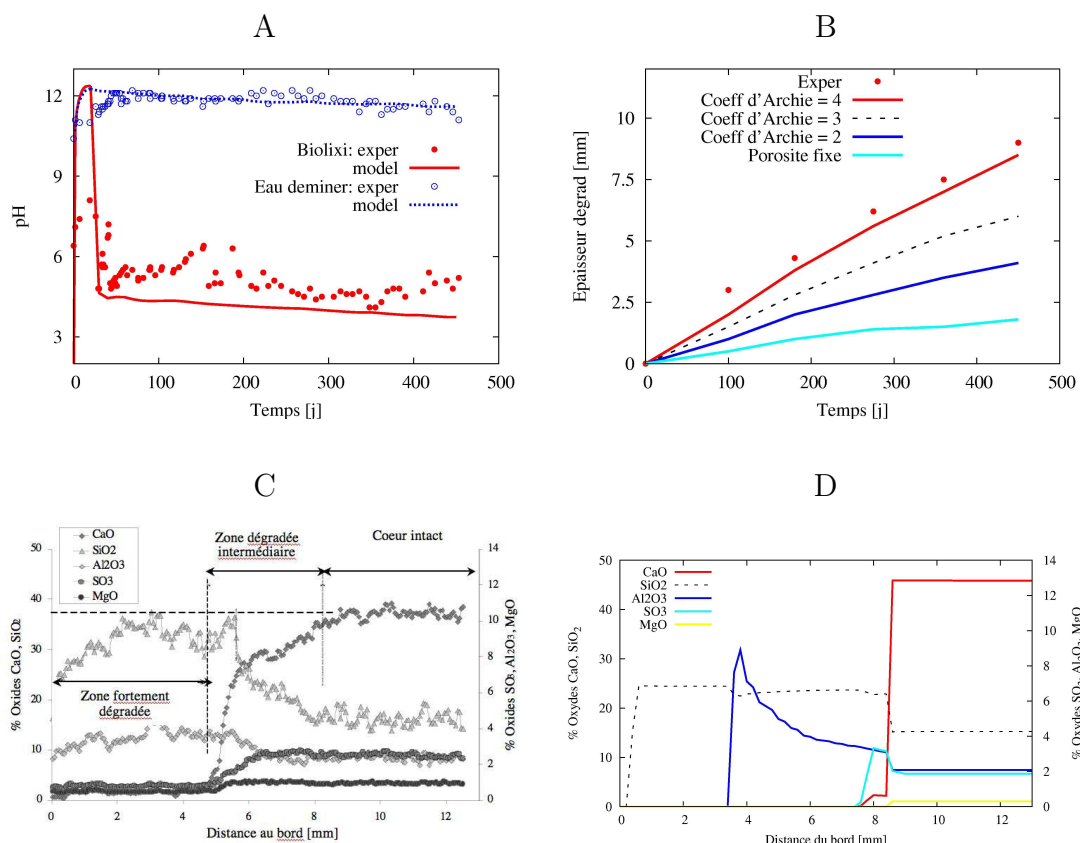 A
12
9
6
3
pH
Biolixi: exper
model
Eau deminer: exper
model
0
100
200
300
400
500
Temps [j]
B
10
7.5
5
2.5
0
Epaisseur degrad [mm]
Exper
Coeff d'Archie = 4
Coeff d'Archie = 3
Coeff d'Archie = 2
Porosite fixe
0
100
200
300
400
500
Temps [j]
C
CaO
SiO2
Al2O3
SO3
MgO
Zone dégradée
intermédiaire
Coeur intact
Zone fortement
dégradée
50
40
30
20
10
0
% Oxides CaO, SiO2
14
12
10
8
6
4
2
0
% Oxides SO3, Al2O3, MgO
0
2
4
6
8
10
12
Distance au bord [mm]
D
CaO
SiO2
Al2O3
SO3
MgO
50
40
30
20
10
0
% Oxydes CaO, SiO2
14
12
10
8
6
4
2
0
% Oxydes SO3, Al2O3, MgO
0
2
4
6
8
10
12
Distance du bord [mm]